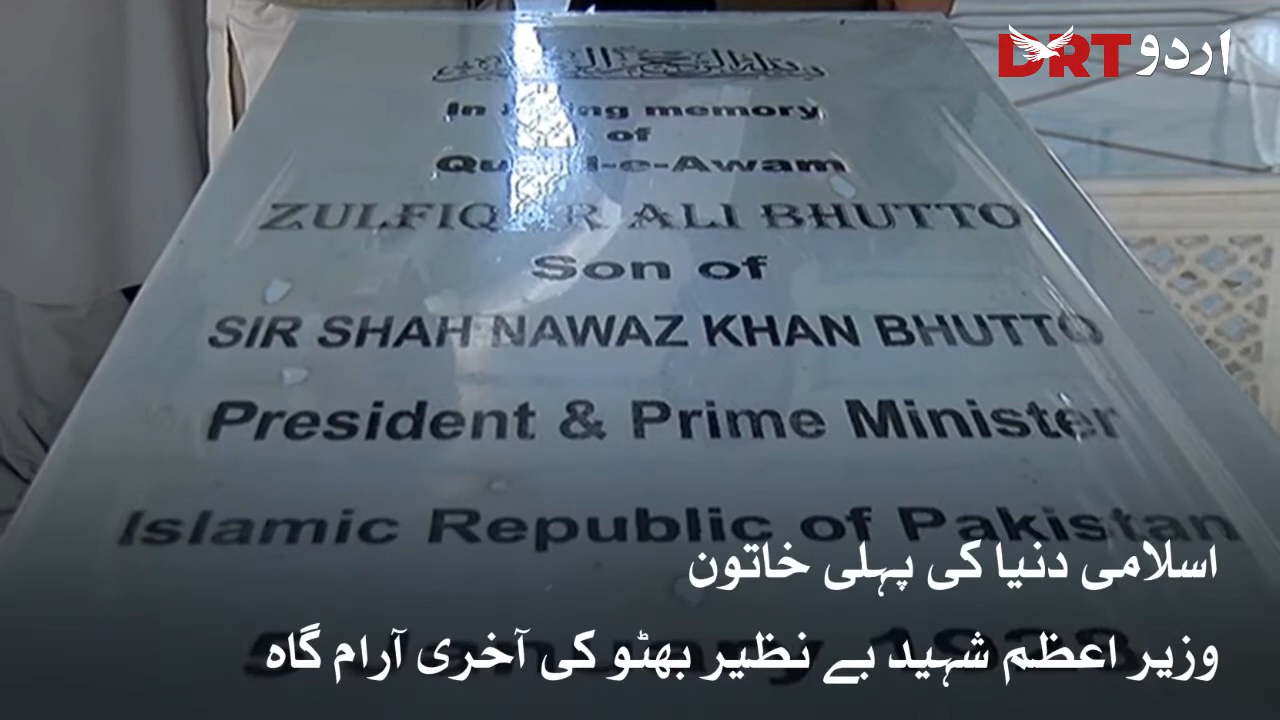 DRT اردو
In memory
of
ZULFIQAR ALI BHUTTO
Son of
SIR SHAH NAWAZ KHAN BHUTTO
President & Prime Minister
Islamic Republic of Pakistan
اسلامی دنیا کی پہلی خاتون
وزیر اعظم شہید بے نظیر بھٹو کی آخری آرام گاہ